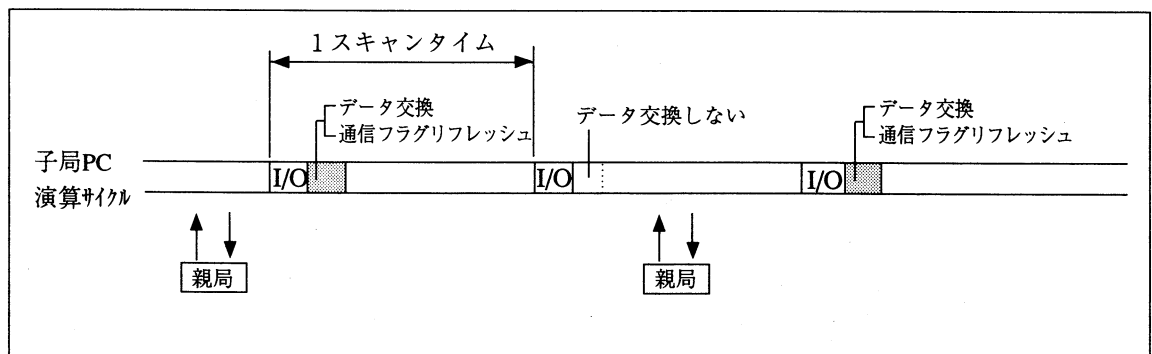 1スキャンタイム
データ交換
通信フラグリフレッシュ
データ交換しない
データ交換
通信フラグリフレッシュ
子局PC
演算サイクル
I/O
I/O
I/O
親局
親局